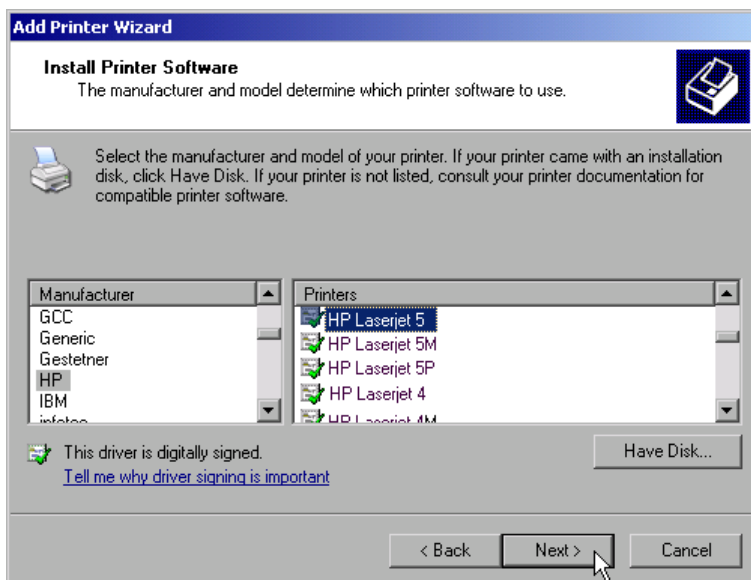 Add Printer Wizard
Install Printer Software
The manufacturer and model determine which printer software to use.
Select the manufacturer and model of your printer. If your printer came with an installation
disk, click Have Disk. If your printer is not listed, consult your printer documentation for
compatible printer software.
Manufacturer
GCC
Generic
Gestetner
HP
IBM
infotec
Printers
HP Laserjet 5
HP Laserjet 5M
HP Laserjet 5P
HP Laserjet 4
HP Laserjet 4M
This driver is digitally signed.
Tell me why driver signing is important
Have Disk...
< Back
Next >
Cancel